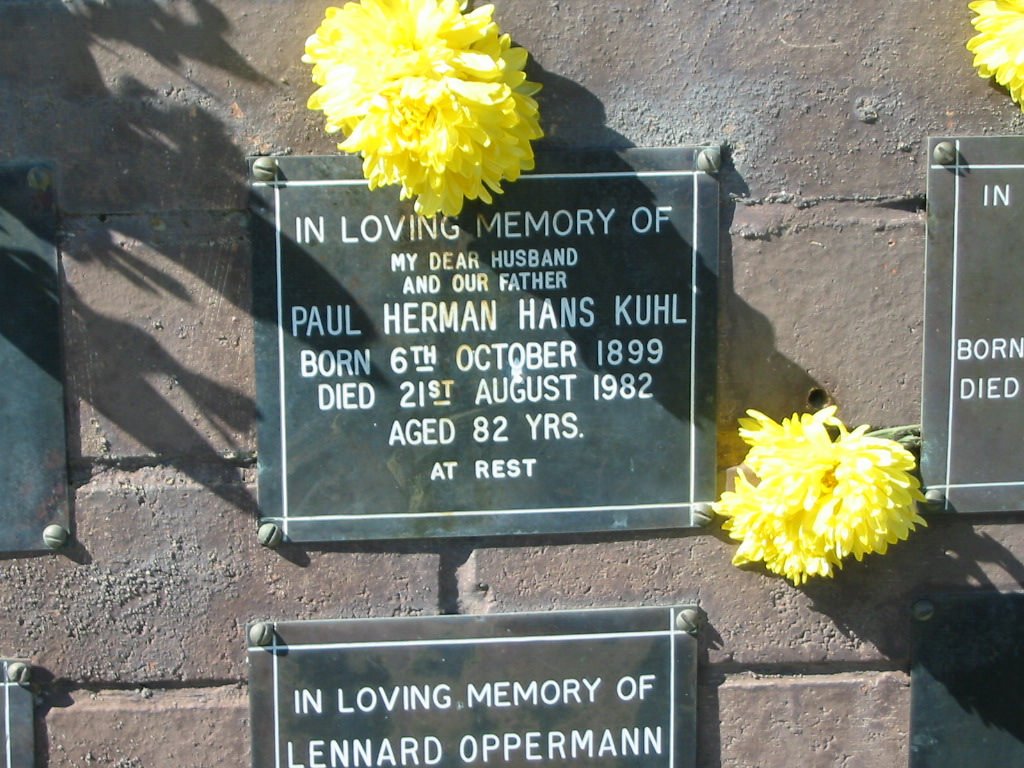 IN LOVING MEMORY OF
MY DEAR HUSBAND
AND OUR FATHER
PAUL HERMAN HANS KUHL
BORN 6TH OCTOBER 1899
DIED 21ST AUGUST 1982
AGED 82 YRS.
AT REST
IN
BORN
DIED
IN LOVING MEMORY OF
LENNARD OPPERMANN